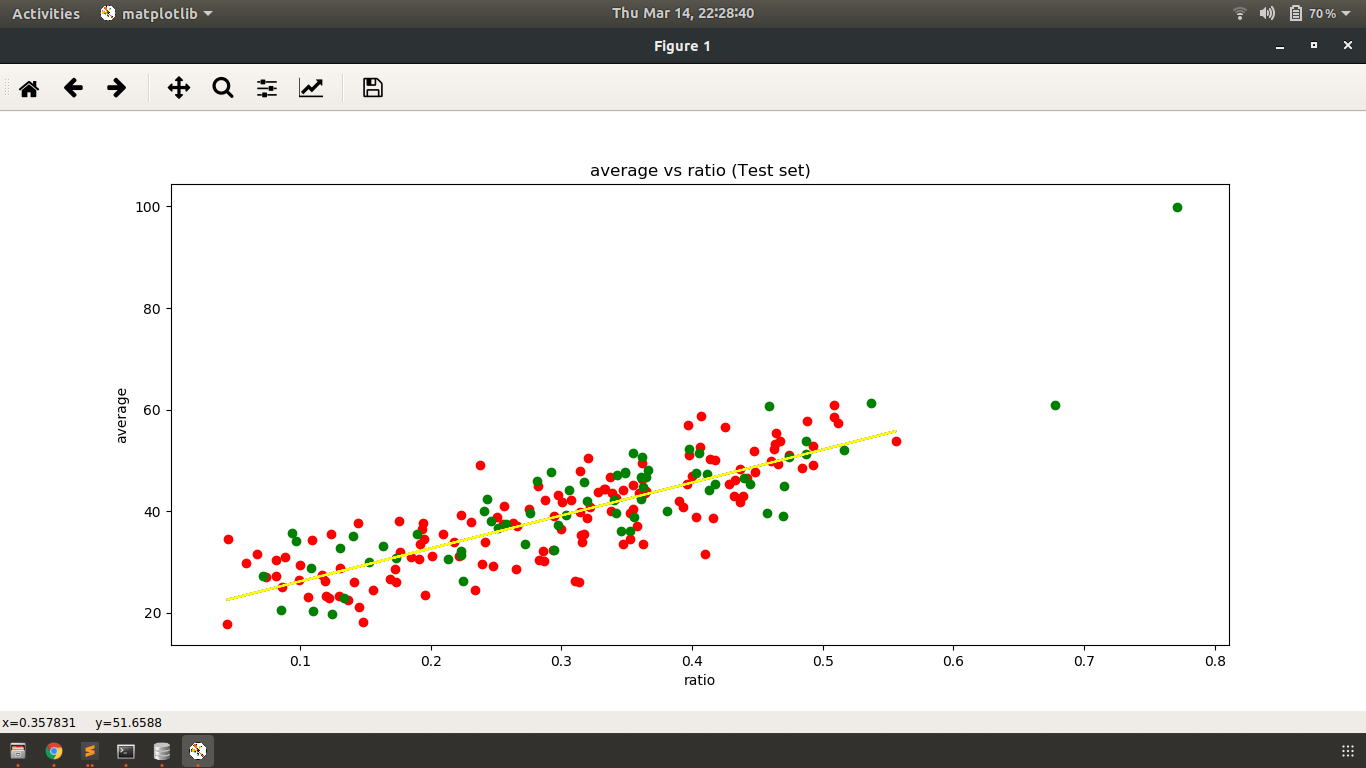 Activities matplotlib Thu Mar 14, 22:28:40 70 %
Figure 1
average vs ratio (Test set)
100
80
60
40
20
average
0.1 0.2 0.3 0.4 0.5 0.6 0.7 0.8
ratio
x=0.357831 y=51.6588